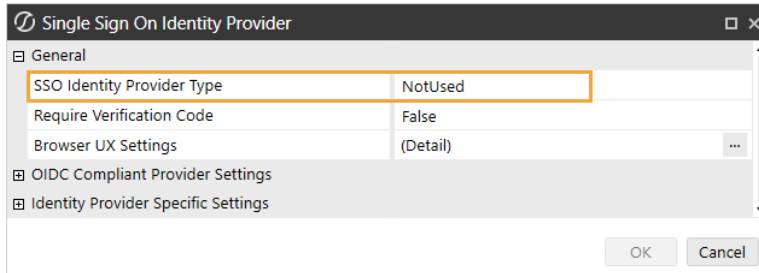 Single Sign On Identity Provider
General
SSO Identity Provider Type NotUsed
Require Verification Code False
Browser UX Settings (Detail) ...
OIDC Compliant Provider Settings
Identity Provider Specific Settings
OK Cancel